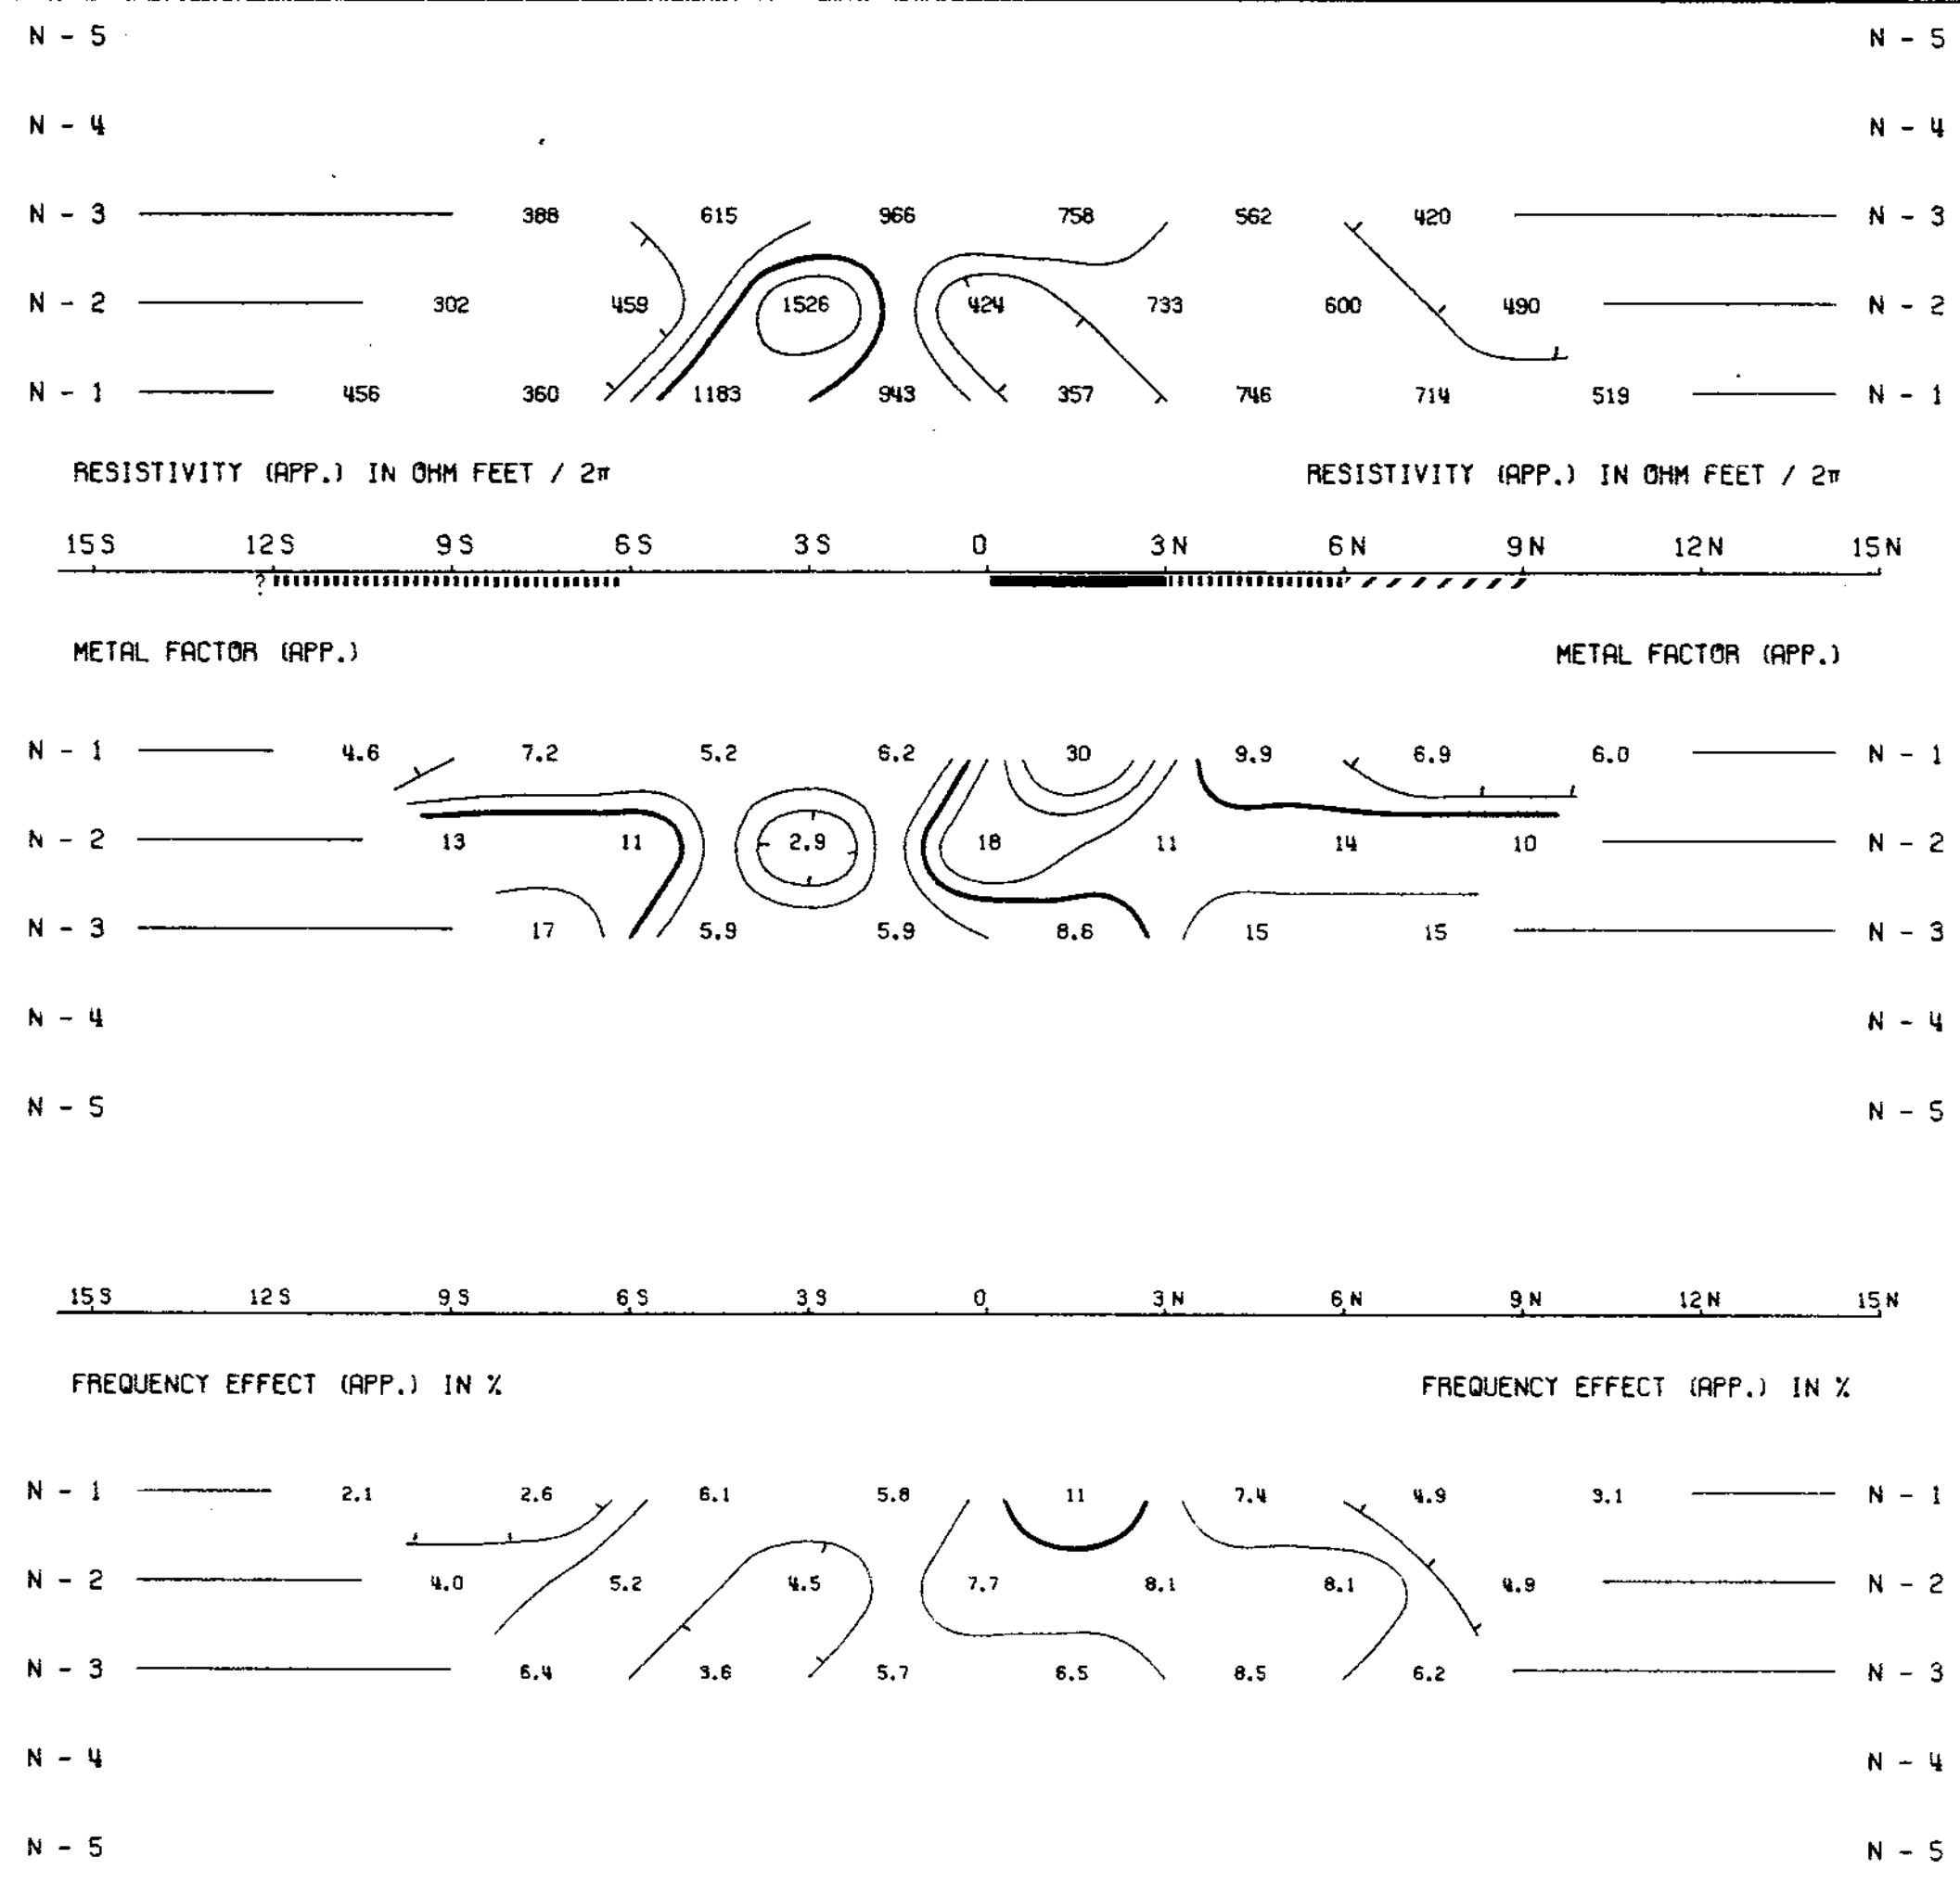 N - 5 N - 5
N - 4 N - 4
N - 3 388 615 966 758 562 420 N - 3
N - 2 302 459 1526 424 733 600 490 N - 2
N - 1 456 360 1183 943 357 746 714 519 N - 1
RESISTIVITY (APP.) IN OHM FEET / 2π RESISTIVITY (APP.) IN OHM FEET / 2π
15S 12S 9S 6S 3S 0 3N 6N 9N 12N 15N
?
METAL FACTOR (APP.) METAL FACTOR (APP.)
N - 1 4.6 7.2 5.2 6.2 30 9.9 6.9 6.0 N - 1
N - 2 13 11 2.9 18 11 14 10 N - 2
N - 3 17 5.9 5.9 8.6 15 15 N - 3
N - 4 N - 4
N - 5 N - 5
15S 12S 9S 6S 3S 0 3N 6N 9N 12N 15N
FREQUENCY EFFECT (APP.) IN % FREQUENCY EFFECT (APP.) IN %
N - 1 2.1 2.6 6.1 5.8 11 7.4 4.9 3.1 N - 1
N - 2 4.0 5.2 4.5 7.7 8.1 8.1 4.9 N - 2
N - 3 6.4 3.6 5.7 6.5 8.5 6.2 N - 3
N - 4 N - 4
N - 5 N - 5